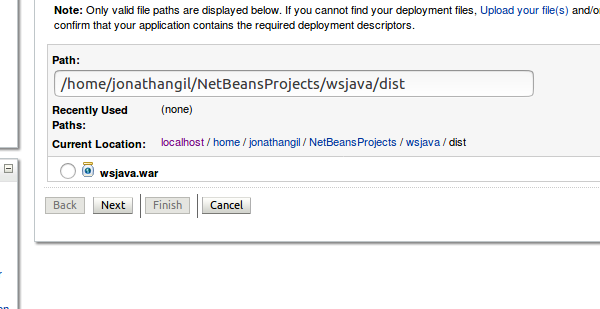 Note: Only valid file paths are displayed below. If you cannot find your deployment files, Upload your file(s) and/or
confirm that your application contains the required deployment descriptors.
Path:
/home/jonathangil/NetBeansProjects/wsjava/dist
Recently Used Paths: (none)
Current Location: localhost / home / jonathangil / NetBeansProjects / wsjava / dist
wsjava.war
Back Next Finish Cancel